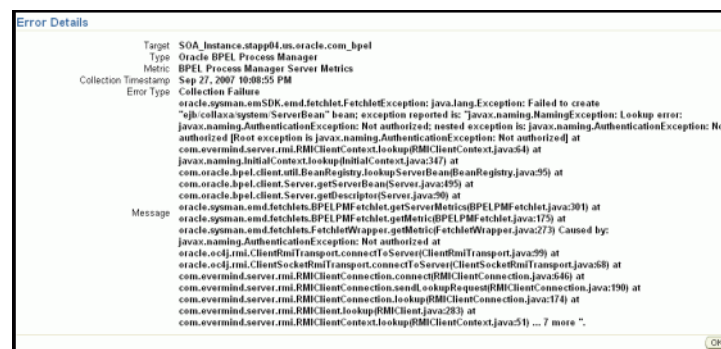 Error Details
Target SOA_Instance.stapp04.us.oracle.com_bpel
Type Oracle BPEL Process Manager
Metric BPEL Process Manager Server Metrics
Collection Timestamp Sep 27, 2007 10:08:55 PM
Error Type Collection Failure
oracle.sysman.emSDK.emd.fetchlet.FetchletException: java.lang.Exception: Failed to create
"ejb/collaxa/system/ServerBean" bean; exception reported is: "javax.naming.NamingException: Lookup error:
javax.naming.AuthenticationException: Not authorized; nested exception is: javax.naming.AuthenticationException: No
authorized [Root exception is javax.naming.AuthenticationException: Not authorized] at
com.evermind.server.rmi.RMIClientContext.lookup(RMIClientContext.java:64) at
javax.naming.InitialContext.lookup(InitialContext.java:347) at
com.oracle.bpel.client.util.BeanRegistry.lookupServerBean(BeanRegistry.java:95) at
com.oracle.bpel.client.Server.getServerBean(Server.java:495) at
com.oracle.bpel.client.Server.getDescriptor(Server.java:90) at
oracle.sysman.emd.fetchlets.BPELPMFetchlet.getServerMetrics(BPELPMFetchlet.java:301) at
Message oracle.sysman.emd.fetchlets.BPELPMFetchlet.getMetric(BPELPMFetchlet.java:175) at
oracle.sysman.emd.fetchlets.FetchletWrapper.getMetric(FetchletWrapper.java:273) Caused by:
javax.naming.AuthenticationException: Not authorized at
oracle.oc4j.rmi.ClientRmiTransport.connectToServer(ClientRmiTransport.java:99) at
oracle.oc4j.rmi.ClientSocketRmiTransport.connectToServer(ClientSocketRmiTransport.java:68) at
com.evermind.server.rmi.RMIClientConnection.connect(RMIClientConnection.java:646) at
com.evermind.server.rmi.RMIClientConnection.sendLookupRequest(RMIClientConnection.java:190) at
com.evermind.server.rmi.RMIClientConnection.lookup(RMIClientConnection.java:174) at
com.evermind.server.rmi.RMIClient.lookup(RMIClient.java:283) at
com.evermind.server.rmi.RMIClientContext.lookup(RMIClientContext.java:51) ... 7 more ".
OK